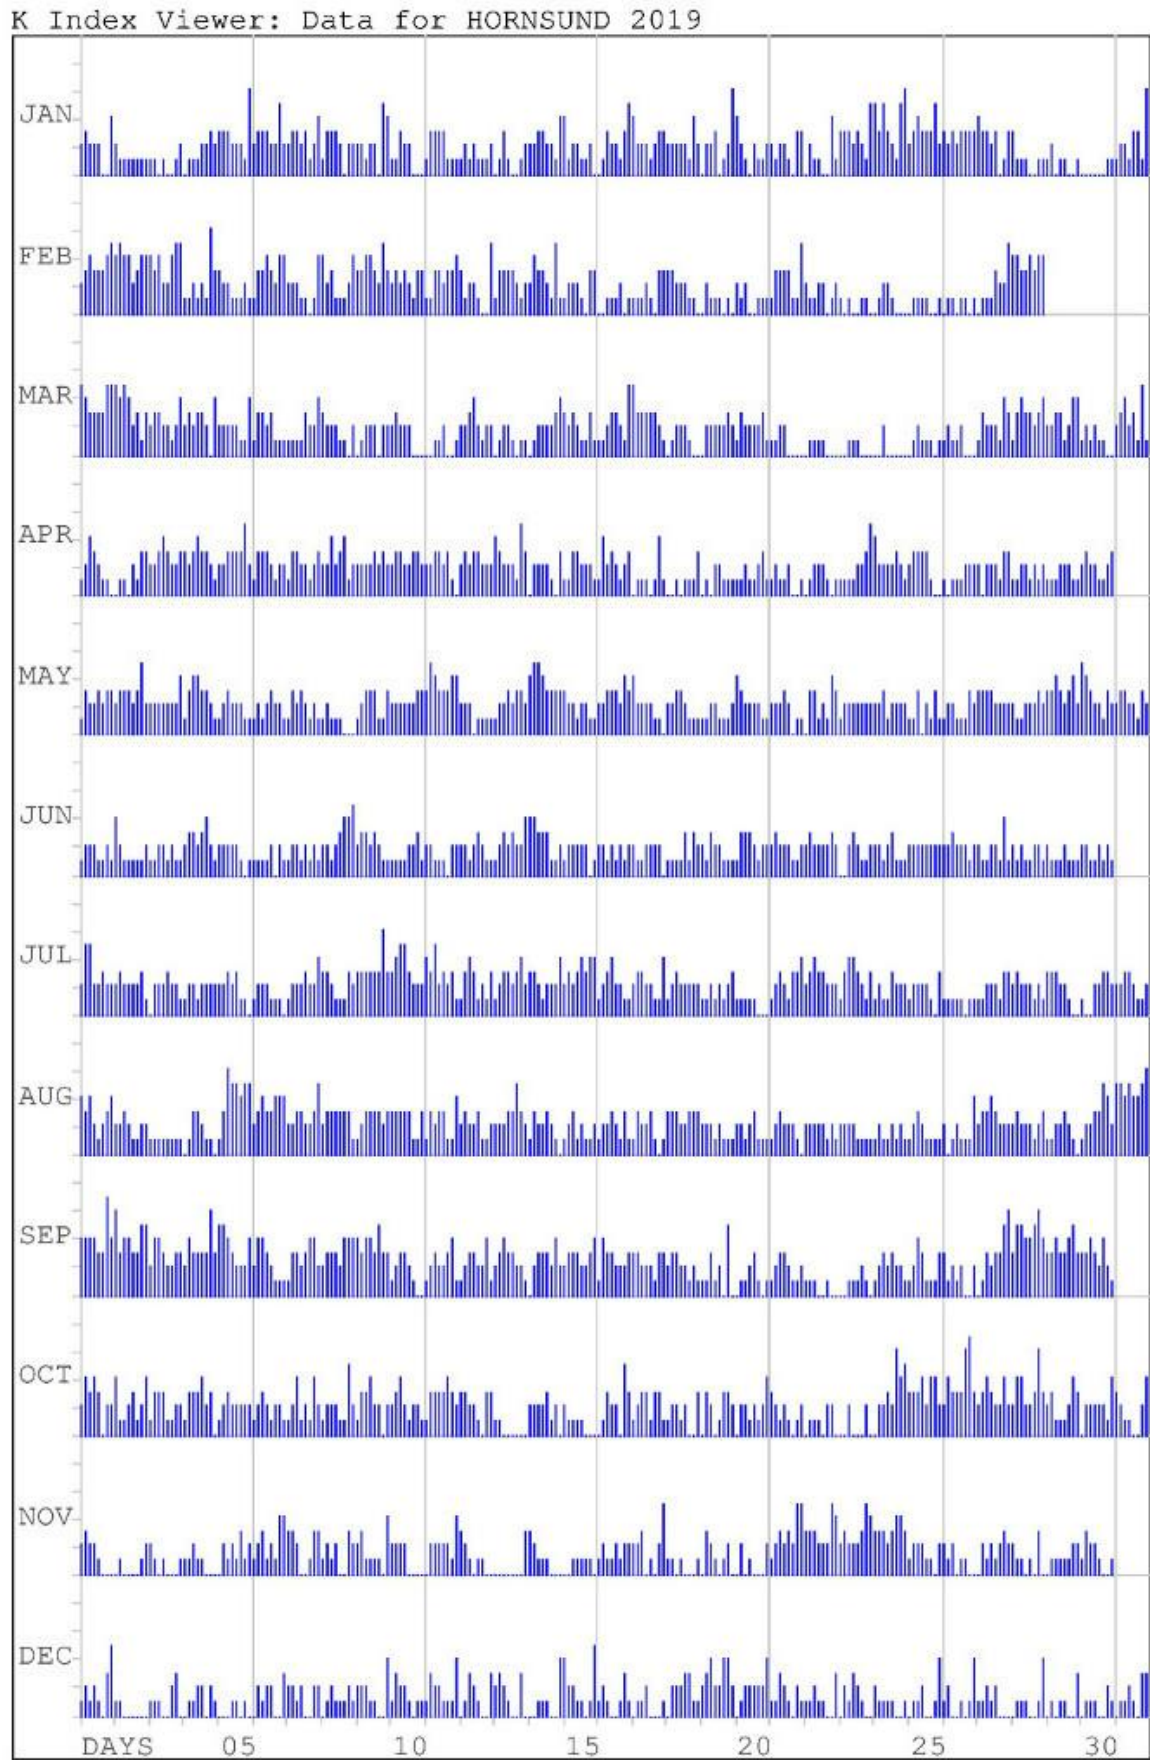 K Index Viewer: Data for HORNSUND 2019
JAN
FEB
MAR
APR
MAY
JUN
JUL
AUG
SEP
OCT
NOV
DEC
DAYS 05 10 15 20 25 30